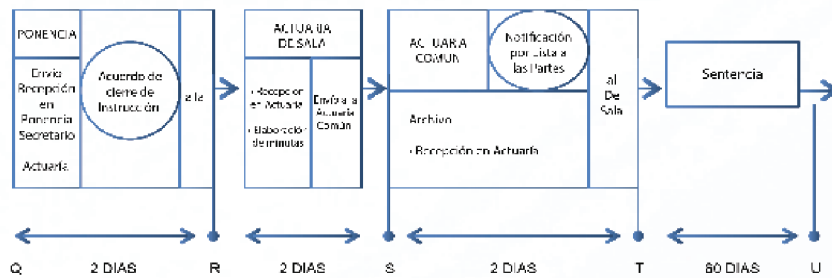 PONENCIA
Envío
Recepción
en
Ponencia
Secretario
Actuaría
Acuerdo de
cierre de
Instrucción
a la
ACTUARIA
DE SALA
• Recepción
en Actuaría
• Elaboración
de minutas
Envío a la
Actuaría
Común
ACTUARIA
COMUN
Notificación
por Lista a
las Partes
Archivo
• Recepción en Actuaría
al
De
Sala
Sentencia
Q 2 DIAS R 2 DIAS S 2 DIAS T 60 DIAS U